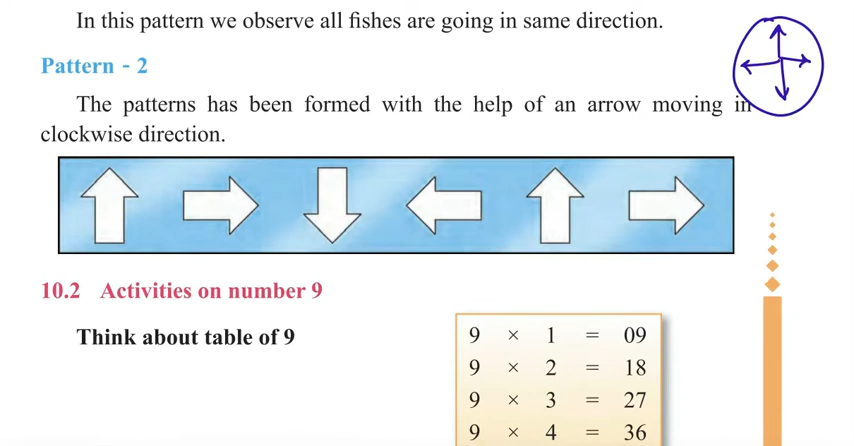 In this pattern we observe all fishes are going in same direction.
Pattern - 2
The patterns has been formed with the help of an arrow moving in
clockwise direction.
10.2 Activities on number 9
Think about table of 9
9 × 1 = 09
9 × 2 = 18
9 × 3 = 27
9 × 4 = 36